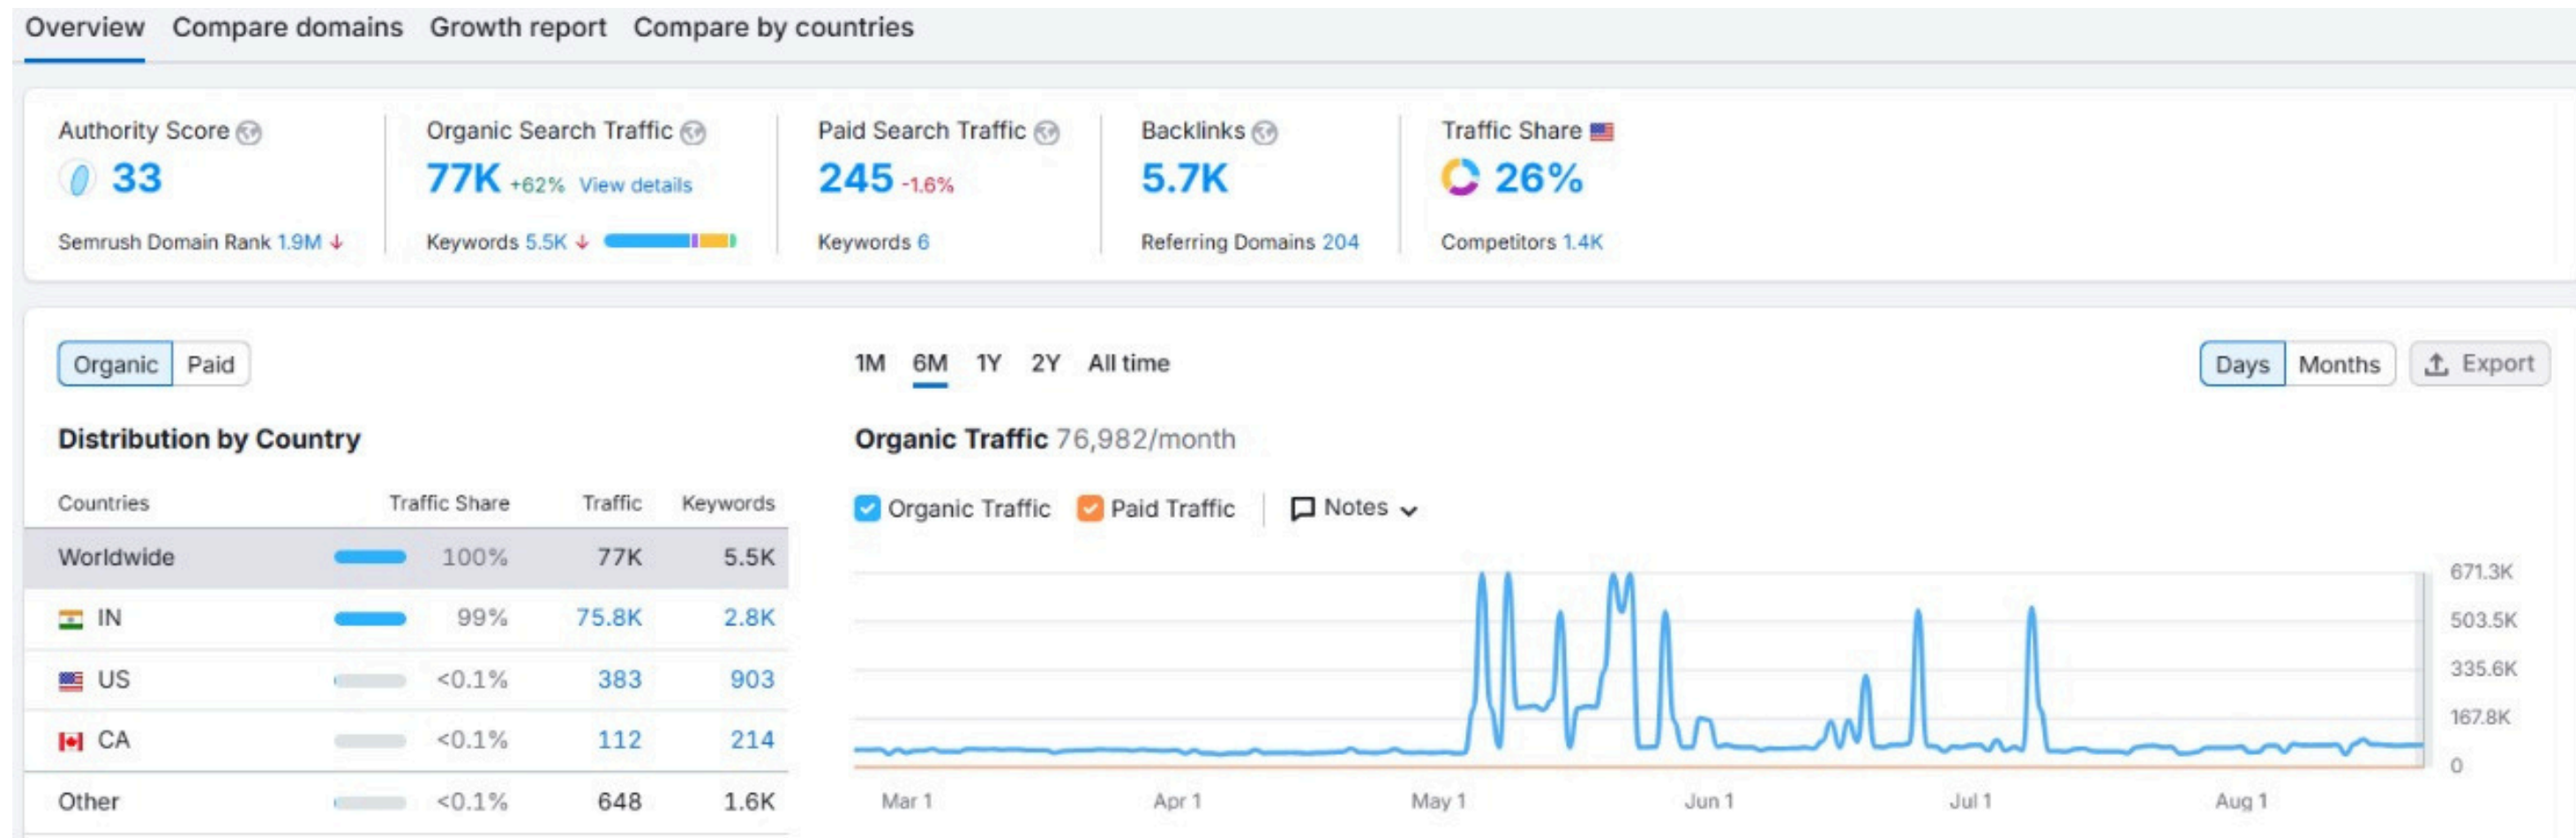 Overview Compare domains Growth report Compare by countries
Authority Score Organic Search Traffic Paid Search Traffic Backlinks Traffic Share
33 77K +62% View details 245 -1.6% 5.7K 26%
Semrush Domain Rank 1.9M ↓ Keywords 5.5K ↓ Keywords 6 Referring Domains 204 Competitors 1.4K
Organic Paid
1M 6M 1Y 2Y All time Days Months Export
Distribution by Country
Organic Traffic 76,982/month
Countries Traffic Share Traffic Keywords
Organic Traffic Paid Traffic Notes
Worldwide 100% 77K 5.5K
IN 99% 75.8K 2.8K
US <0.1% 383 903
CA <0.1% 112 214
Other <0.1% 648 1.6K
671.3K
503.5K
335.6K
167.8K
0
Mar 1 Apr 1 May 1 Jun 1 Jul 1 Aug 1